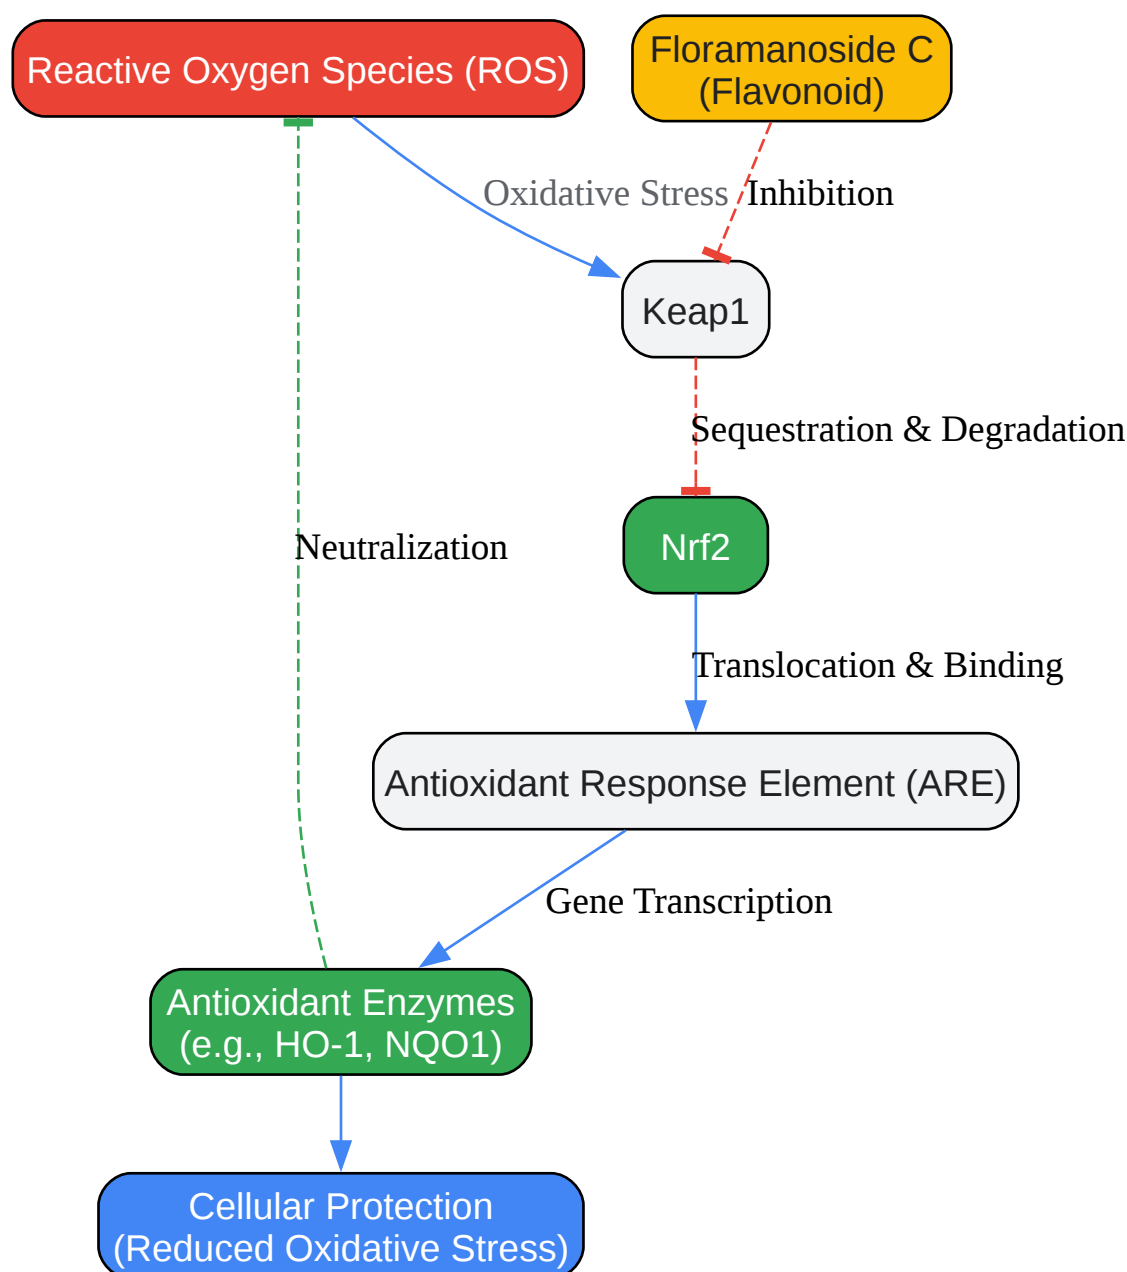 Reactive Oxygen Species (ROS)
Floramanoside C
(Flavonoid)
Oxidative Stress
Inhibition
Keap1
Sequestration & Degradation
Nrf2
Neutralization
Translocation & Binding
Antioxidant Response Element (ARE)
Gene Transcription
Antioxidant Enzymes
(e.g., HO-1, NQO1)
Cellular Protection
(Reduced Oxidative Stress)